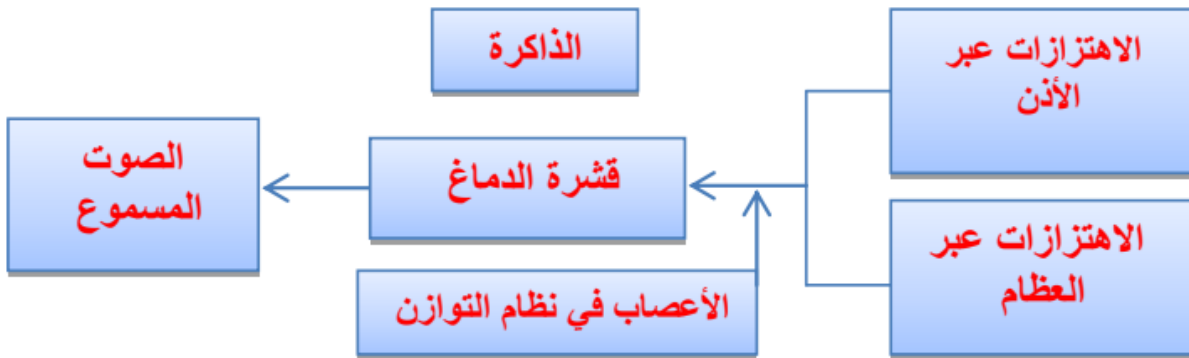 الذاكرة
الاهتزازات عبر
الأذن
قشرة الدماغ
الصوت
المسموع
الاهتزازات عبر
العظام
الأعصاب في نظام التوازن